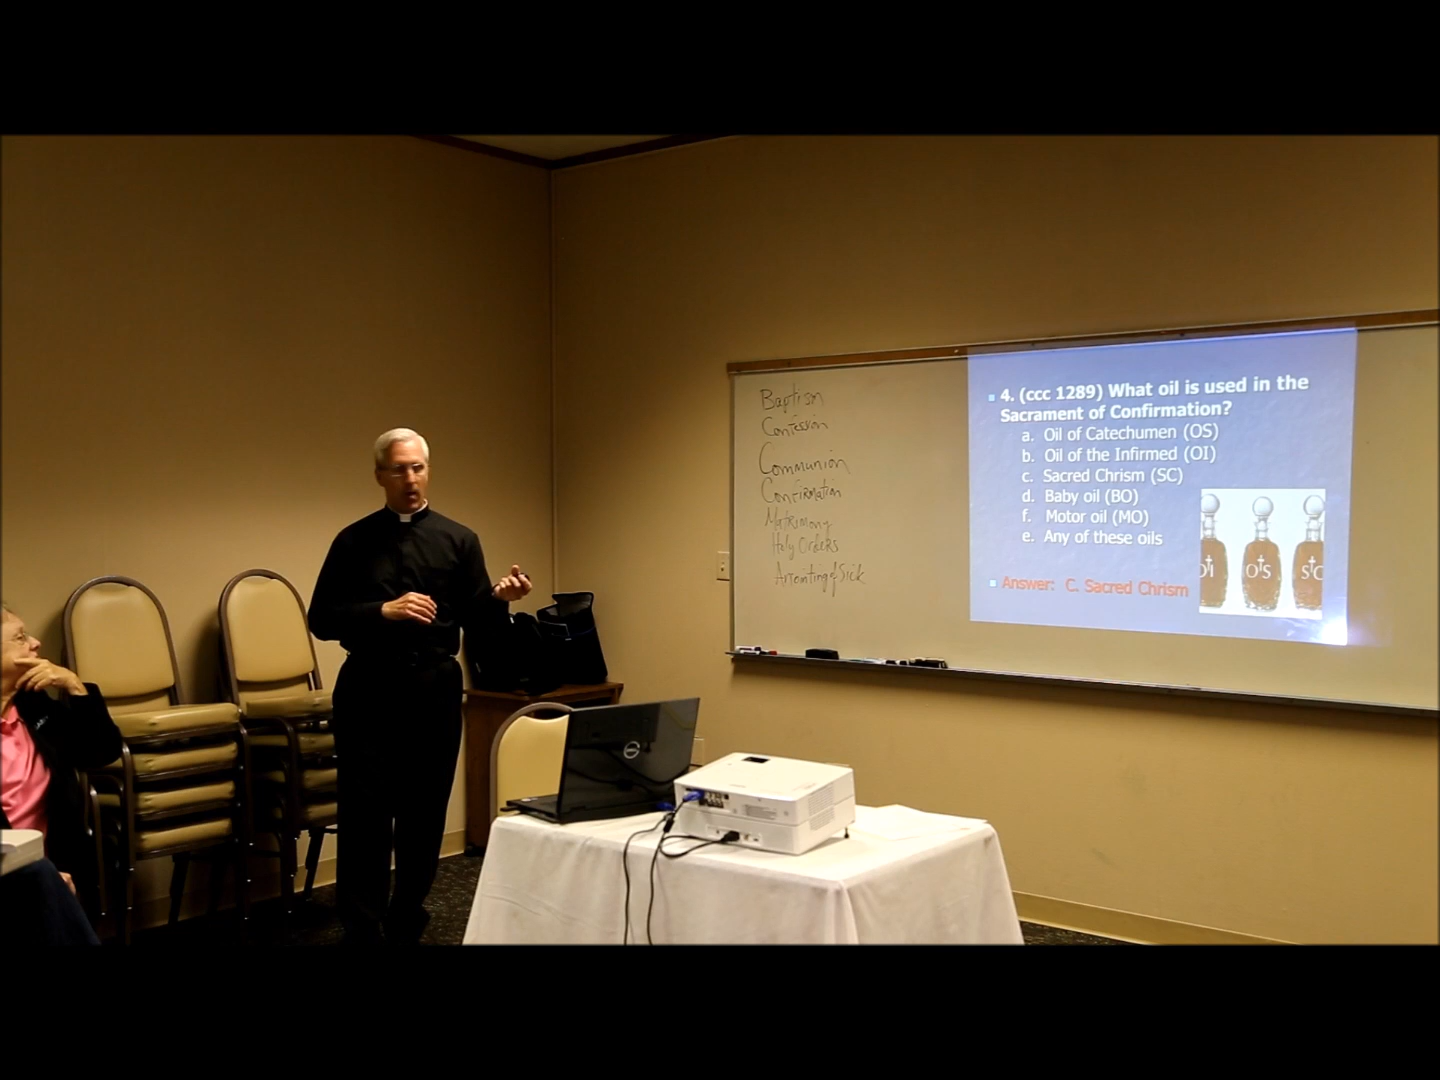 Baptism
Confession
Communion
Confirmation
Matrimony
Holy Orders
Anointing of Sick
4. (ccc 1289) What oil is used in the
Sacrament of Confirmation?
a. Oil of Catechumen (OS)
b. Oil of the Infirmed (OI)
c. Sacred Chrism (SC)
d. Baby oil (BO)
f. Motor oil (MO)
e. Any of these oils
Answer: C. Sacred Chrism
OI
OS
SC
DELL